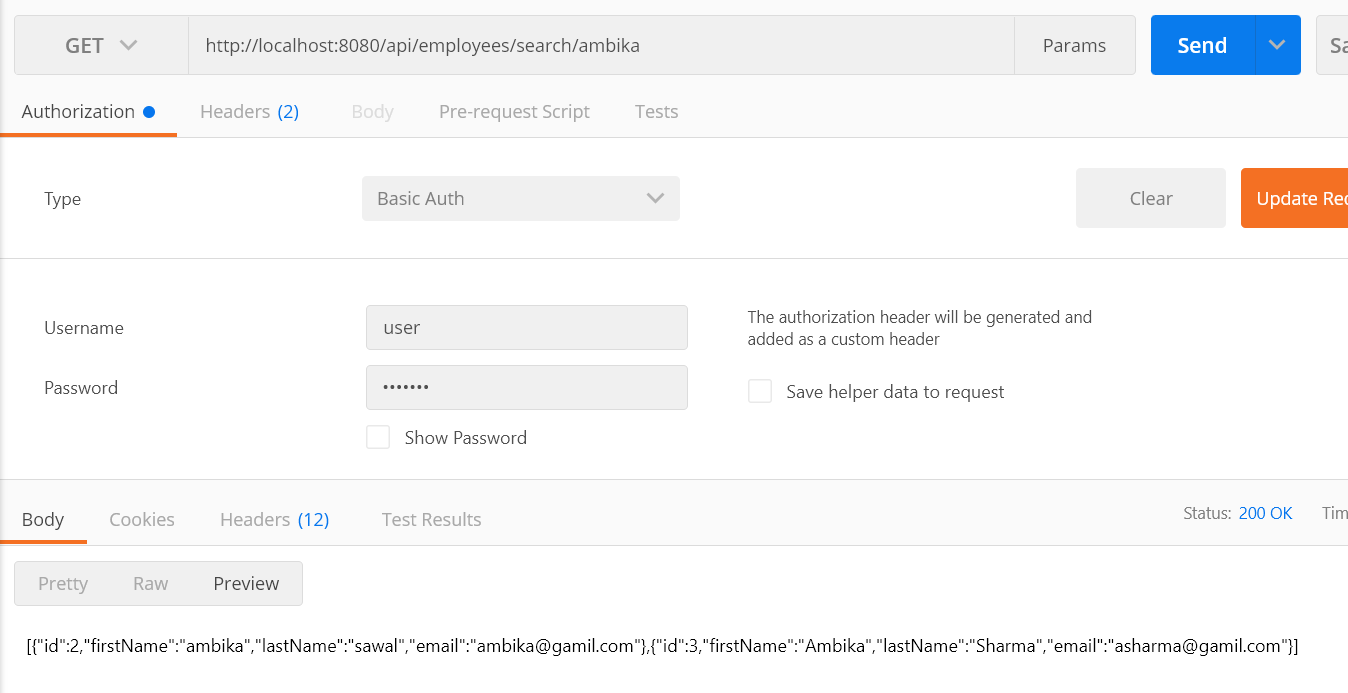 GET http://localhost:8080/api/employees/search/ambika Params Send Sa
Authorization Headers (2) Body Pre-request Script Tests
Type Basic Auth Clear Update Rec
Username user The authorization header will be generated and
added as a custom header
Password ••••••• Save helper data to request
Show Password
Body Cookies Headers (12) Test Results Status: 200 OK Tim
Pretty Raw Preview
[{"id":2,"firstName":"ambika","lastName":"sawal","email":"ambika@gamil.com"},{"id":3,"firstName":"Ambika","lastName":"Sharma","email":"asharma@gamil.com"}]